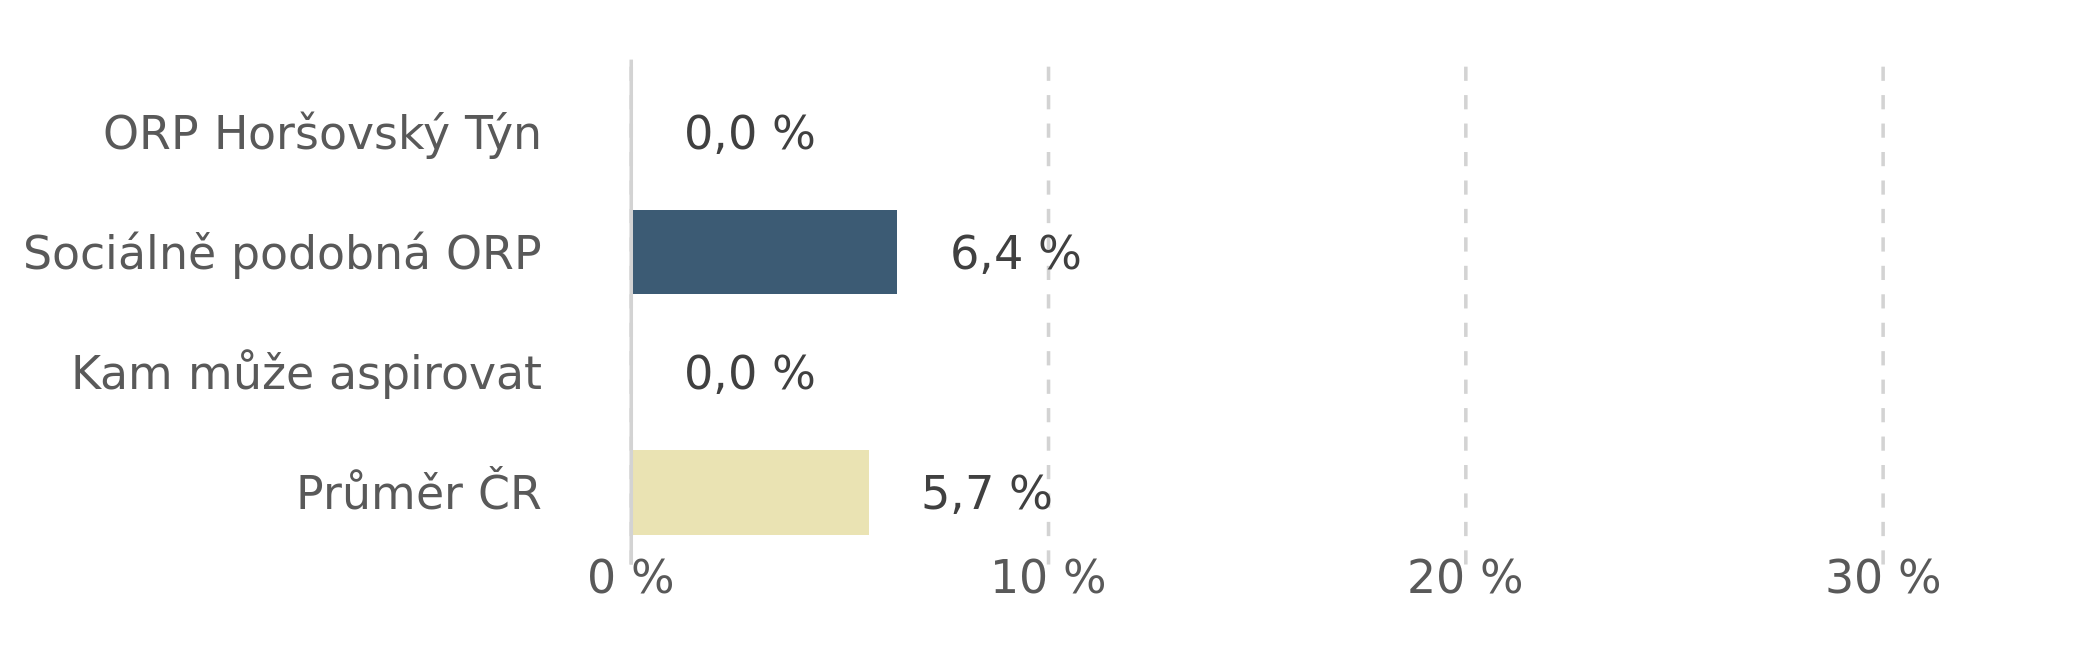 ORP Horšovský Týn 0,0 %
Sociálně podobná ORP 6,4 %
Kam může aspirovat 0,0 %
Průměr ČR 5,7 %
0 % 10 % 20 % 30 %